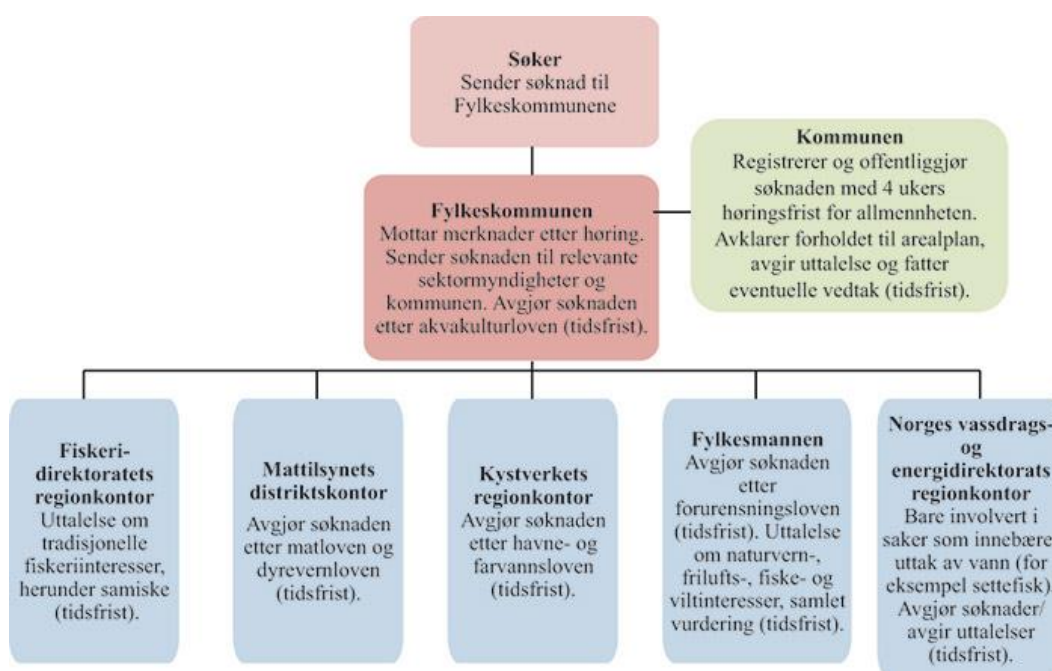 Søker
Sender søknad til
Fylkeskommunene
Kommunen
Registrerer og offentliggjør
søknaden med 4 ukers
høringsfrist for allmennheten.
Avklarer forholdet til arealplan,
avgir uttalelse og fatter
eventuelle vedtak (tidsfrist).
Fylkeskommunen
Mottar merknader etter høring.
Sender søknaden til relevante
sektormyndigheter og
kommunen. Avgjør søknaden
etter akvakulturloven (tidsfrist).
Fiskeri-
direktoratets
regionkontor
Uttalelse om
tradisjonelle
fiskeriinteresser,
herunder samiske
(tidsfrist).
Mattilsynets
distriktskontor
Avgjør søknaden
etter matloven og
dyrevernloven
(tidsfrist).
Kystverkets
regionkontor
Avgjør søknaden
etter havne- og
farvannsloven
(tidsfrist).
Fylkesmannen
Avgjør søknaden
etter
forurensningsloven
(tidsfrist). Uttalelse
om naturvern-,
frilufts-, fiske- og
viltinteresser, samlet
vurdering (tidsfrist).
Norges vassdrags-
og
energidirektorats
regionkontor
Bare involvert i
saker som innebærer
uttak av vann (for
eksempel settefisk).
Avgjør søknader/
avgir uttalelser
(tidsfrist).